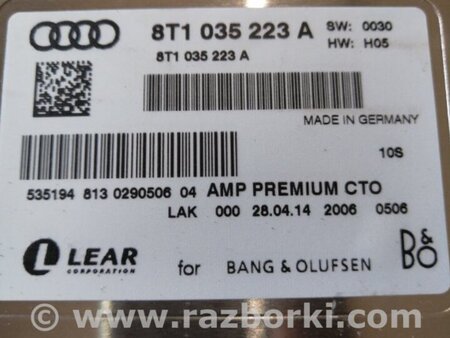 8T1 035 223 A SW: 0030
8T1 035 223 A HW: H05
MADE IN GERMANY
10S
535194 813 0290506 04 AMP PREMIUM CTO
LAK 000 28.04.14 2006 0506
LEAR
CORPORATION
for BANG & OLUFSEN B&O
© www.razborki.com